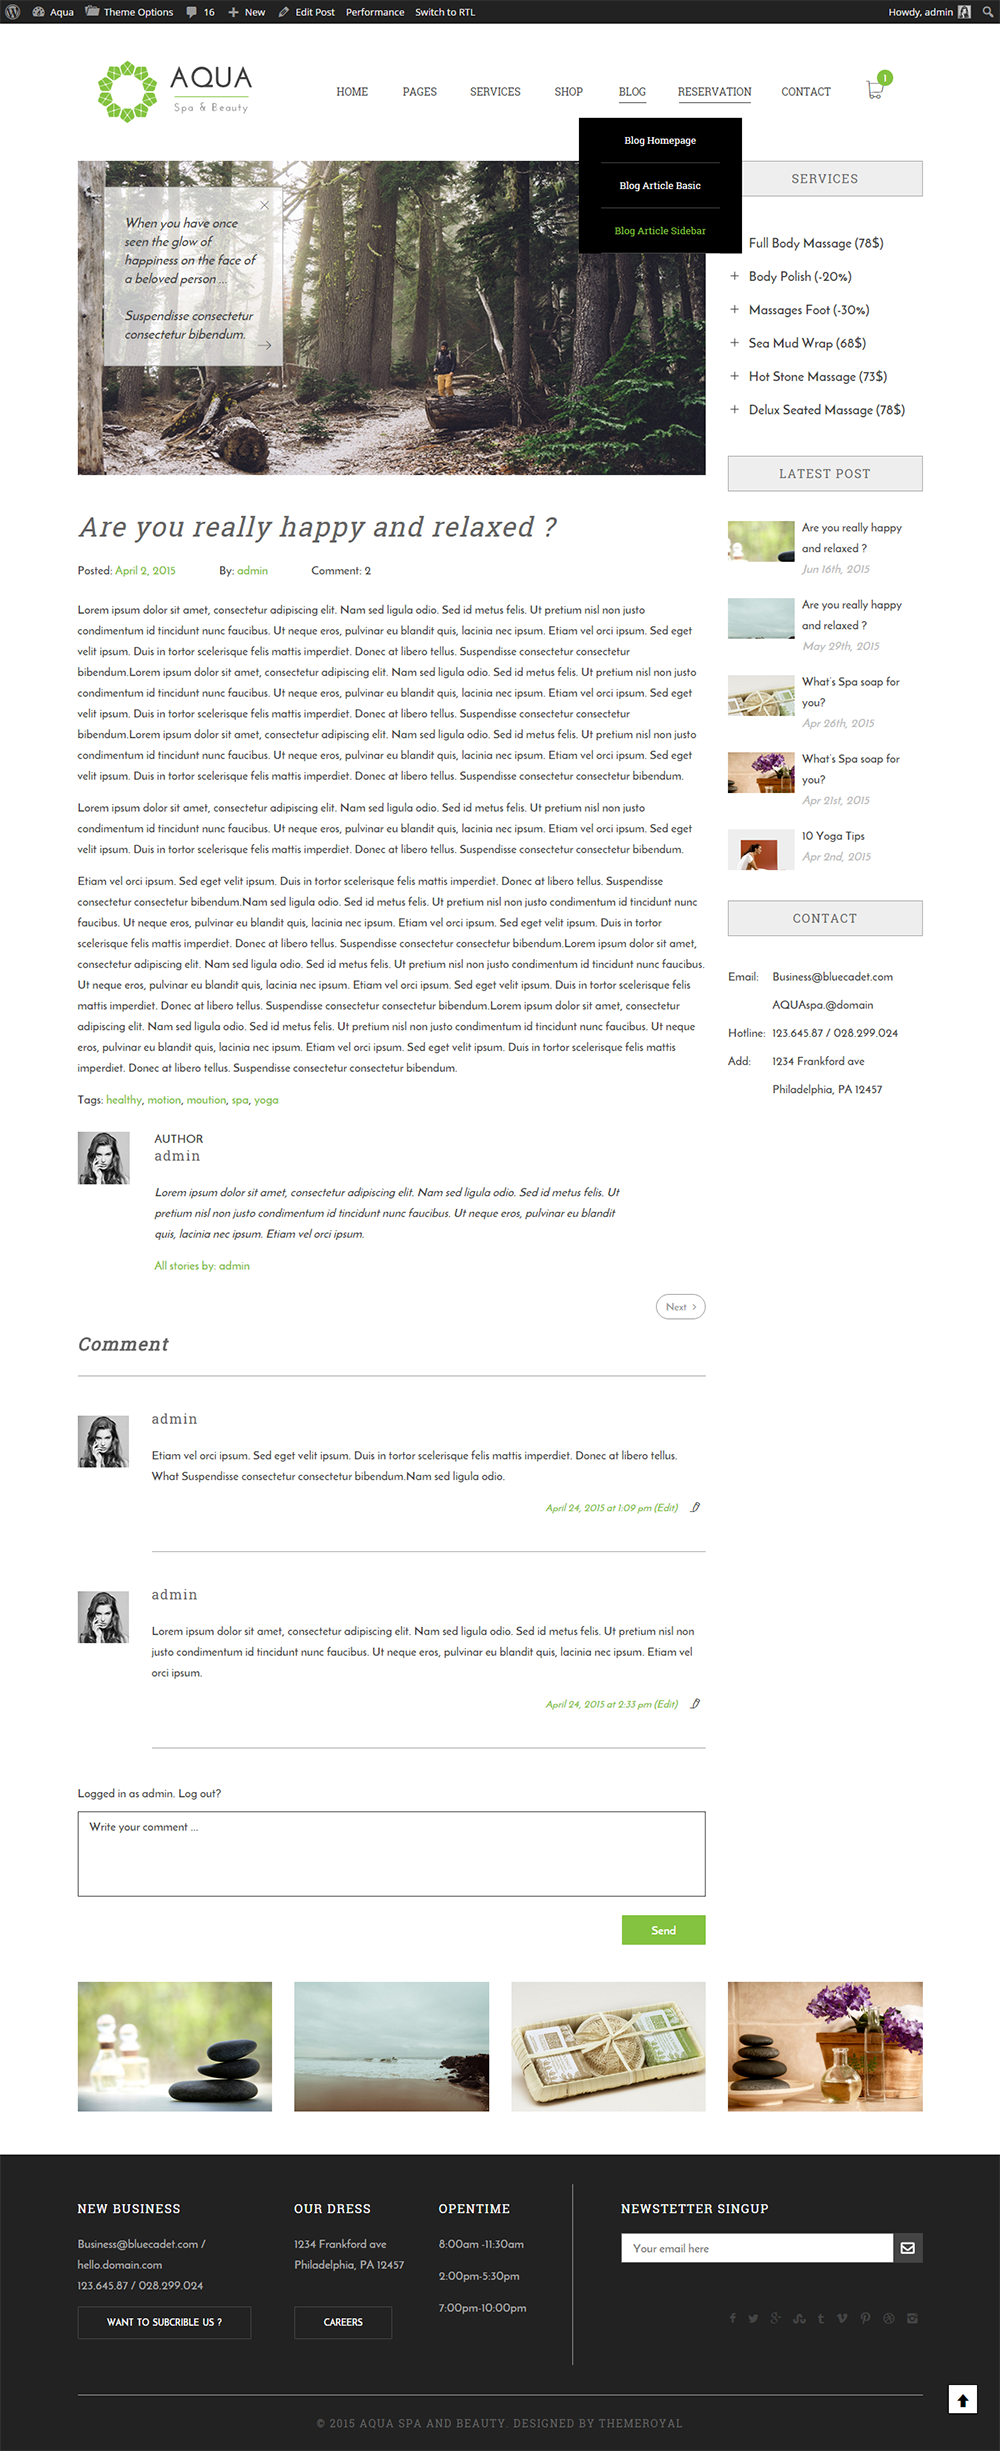 Aqua Theme Options 16 New Edit Post Performance Switch to RTL Howdy, admin
AQUA
Spa & Beauty
HOME PAGES SERVICES SHOP BLOG RESERVATION CONTACT 1
Blog Homepage
Blog Article Basic
Blog Article Sidebar
When you have once
seen the glow of
happiness on the face of
a beloved person ...
Suspendisse consectetur
consectetur bibendum.
Are you really happy and relaxed ?
Posted: April 2, 2015 By: admin Comment: 2
Lorem ipsum dolor sit amet, consectetur adipiscing elit. Nam sed ligula odio. Sed id metus felis. Ut pretium nisl non justo
condimentum id tincidunt nunc faucibus. Ut neque eros, pulvinar eu blandit quis, lacinia nec ipsum. Etiam vel orci ipsum. Sed eget
velit ipsum. Duis in tortor scelerisque felis mattis imperdiet. Donec at libero tellus. Suspendisse consectetur consectetur
bibendum.Lorem ipsum dolor sit amet, consectetur adipiscing elit. Nam sed ligula odio. Sed id metus felis. Ut pretium nisl non justo
condimentum id tincidunt nunc faucibus. Ut neque eros, pulvinar eu blandit quis, lacinia nec ipsum. Etiam vel orci ipsum. Sed eget
velit ipsum. Duis in tortor scelerisque felis mattis imperdiet. Donec at libero tellus. Suspendisse consectetur consectetur
bibendum.Lorem ipsum dolor sit amet, consectetur adipiscing elit. Nam sed ligula odio. Sed id metus felis. Ut pretium nisl non justo
condimentum id tincidunt nunc faucibus. Ut neque eros, pulvinar eu blandit quis, lacinia nec ipsum. Etiam vel orci ipsum. Sed eget
velit ipsum. Duis in tortor scelerisque felis mattis imperdiet. Donec at libero tellus. Suspendisse consectetur consectetur bibendum.
Lorem ipsum dolor sit amet, consectetur adipiscing elit. Nam sed ligula odio. Sed id metus felis. Ut pretium nisl non justo
condimentum id tincidunt nunc faucibus. Ut neque eros, pulvinar eu blandit quis, lacinia nec ipsum. Etiam vel orci ipsum. Sed eget
velit ipsum. Duis in tortor scelerisque felis mattis imperdiet. Donec at libero tellus. Suspendisse consectetur consectetur bibendum.
Etiam vel orci ipsum. Sed eget velit ipsum. Duis in tortor scelerisque felis mattis imperdiet. Donec at libero tellus. Suspendisse
consectetur consectetur bibendum.Nam sed ligula odio. Sed id metus felis. Ut pretium nisl non justo condimentum id tincidunt nunc
faucibus. Ut neque eros, pulvinar eu blandit quis, lacinia nec ipsum. Etiam vel orci ipsum. Sed eget velit ipsum. Duis in tortor
scelerisque felis mattis imperdiet. Donec at libero tellus. Suspendisse consectetur consectetur bibendum.Lorem ipsum dolor sit amet,
consectetur adipiscing elit. Nam sed ligula odio. Sed id metus felis. Ut pretium nisl non justo condimentum id tincidunt nunc faucibus.
Ut neque eros, pulvinar eu blandit quis, lacinia nec ipsum. Etiam vel orci ipsum. Sed eget velit ipsum. Duis in tortor scelerisque felis
mattis imperdiet. Donec at libero tellus. Suspendisse consectetur consectetur bibendum.Lorem ipsum dolor sit amet, consectetur
adipiscing elit. Nam sed ligula odio. Sed id metus felis. Ut pretium nisl non justo condimentum id tincidunt nunc faucibus. Ut neque
eros, pulvinar eu blandit quis, lacinia nec ipsum. Etiam vel orci ipsum. Sed eget velit ipsum. Duis in tortor scelerisque felis mattis
imperdiet. Donec at libero tellus. Suspendisse consectetur consectetur bibendum.
Tags: healthy, motion, moution, spa, yoga
AUTHOR
admin
Lorem ipsum dolor sit amet, consectetur adipiscing elit. Nam sed ligula odio. Sed id metus felis. Ut
pretium nisl non justo condimentum id tincidunt nunc faucibus. Ut neque eros, pulvinar eu blandit
quis, lacinia nec ipsum. Etiam vel orci ipsum.
All stories by: admin
Next >
Comment
admin
Etiam vel orci ipsum. Sed eget velit ipsum. Duis in tortor scelerisque felis mattis imperdiet. Donec at libero tellus.
What Suspendisse consectetur consectetur bibendum.Nam sed ligula odio.
April 24, 2015 at 1:09 pm (Edit)
admin
Lorem ipsum dolor sit amet, consectetur adipiscing elit. Nam sed ligula odio. Sed id metus felis. Ut pretium nisl non
justo condimentum id tincidunt nunc faucibus. Ut neque eros, pulvinar eu blandit quis, lacinia nec ipsum. Etiam vel
orci ipsum.
April 24, 2015 at 2:33 pm (Edit)
Logged in as admin. Log out?
Write your comment ...
Send
SERVICES
Full Body Massage (78$)
+ Body Polish (-20%)
+ Massages Foot (-30%)
+ Sea Mud Wrap (68$)
+ Hot Stone Massage (73$)
+ Delux Seated Massage (78$)
LATEST POST
Are you really happy
and relaxed ?
Jun 16th, 2015
Are you really happy
and relaxed ?
May 29th, 2015
What's Spa soap for
you?
Apr 26th, 2015
What's Spa soap for
you?
Apr 21st, 2015
10 Yoga Tips
Apr 2nd, 2015
CONTACT
Email: Business@bluecadet.com
AQUAspa.@domain
Hotline: 123.645.87 / 028.299.024
Add: 1234 Frankford ave
Philadelphia, PA 12457
NEW BUSINESS
Business@bluecadet.com /
hello.domain.com
123.645.87 / 028.299.024
WANT TO SUBCRIBLE US ?
OUR DRESS
1234 Frankford ave
Philadelphia, PA 12457
CAREERS
OPENTIME
8:00am -11:30am
2:00pm-5:30pm
7:00pm-10:00pm
NEWSTETTER SINGUP
Your email here
© 2015 AQUA SPA AND BEAUTY. DESIGNED BY THEMEROYAL